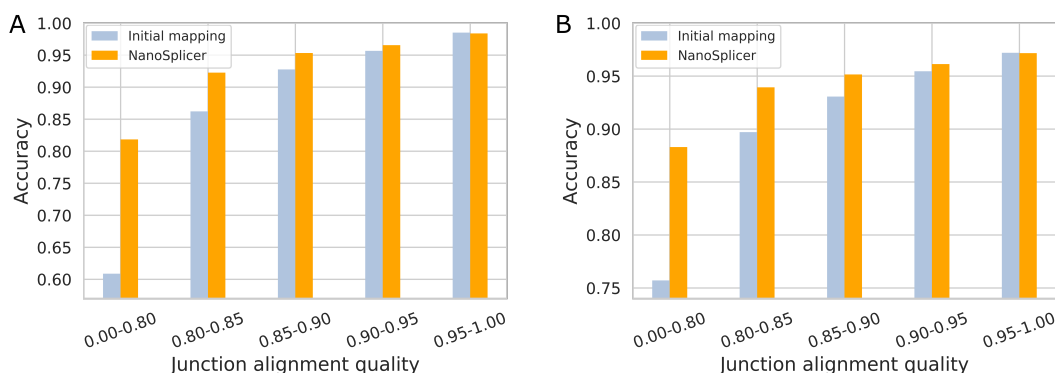 A
Initial mapping
NanoSplicer
Accuracy
1.00
0.95
0.90
0.85
0.80
0.75
0.70
0.65
0.60
0.00-0.80
0.80-0.85
0.85-0.90
0.90-0.95
0.95-1.00
Junction alignment quality
B
Initial mapping
NanoSplicer
Accuracy
1.00
0.95
0.90
0.85
0.80
0.75
0.00-0.80
0.80-0.85
0.85-0.90
0.90-0.95
0.95-1.00
Junction alignment quality